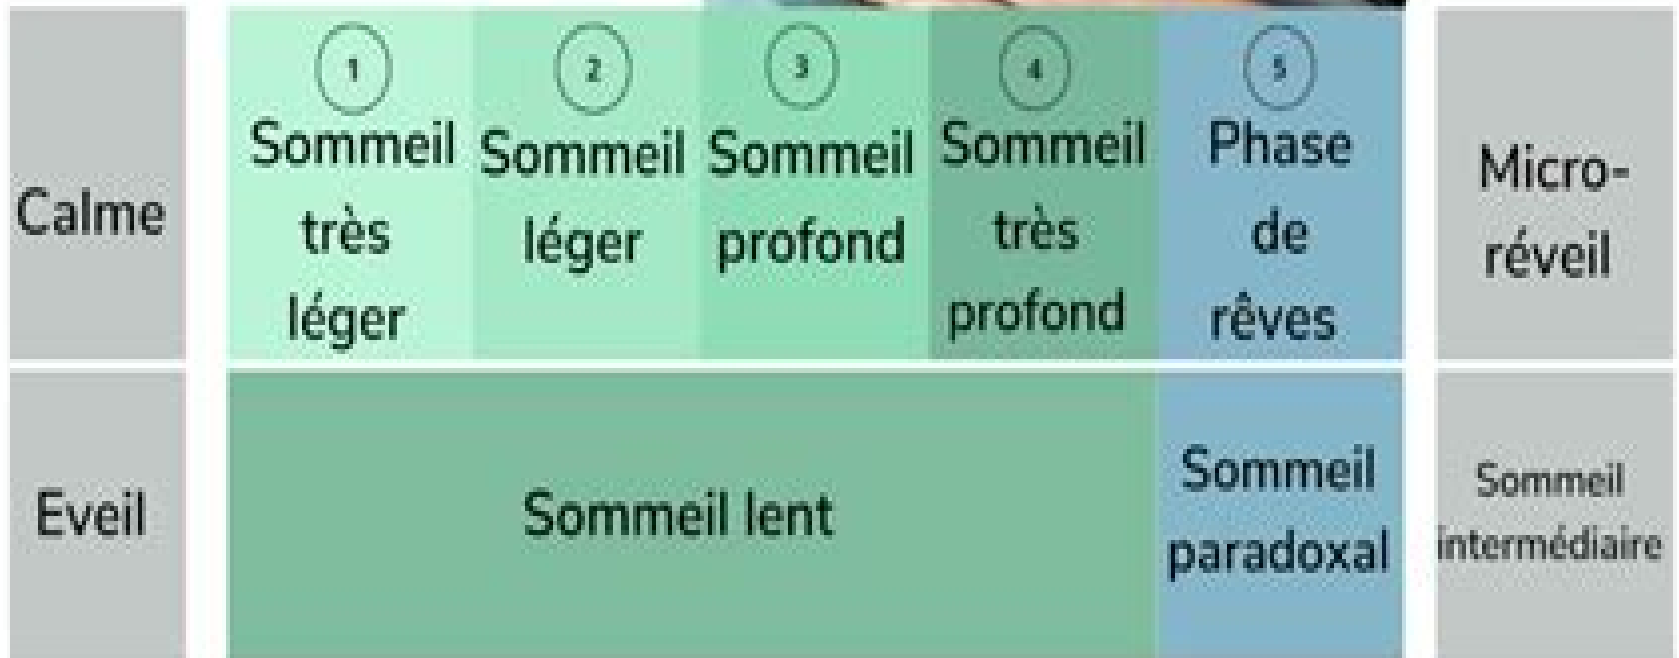 Calme
1
Sommeil
très
léger
2
Sommeil
léger
3
Sommeil
profond
4
Sommeil
très
profond
5
Phase
de
rêves
Micro-
réveil
Eveil
Sommeil lent
Sommeil
paradoxal
Sommeil
intermédiaire